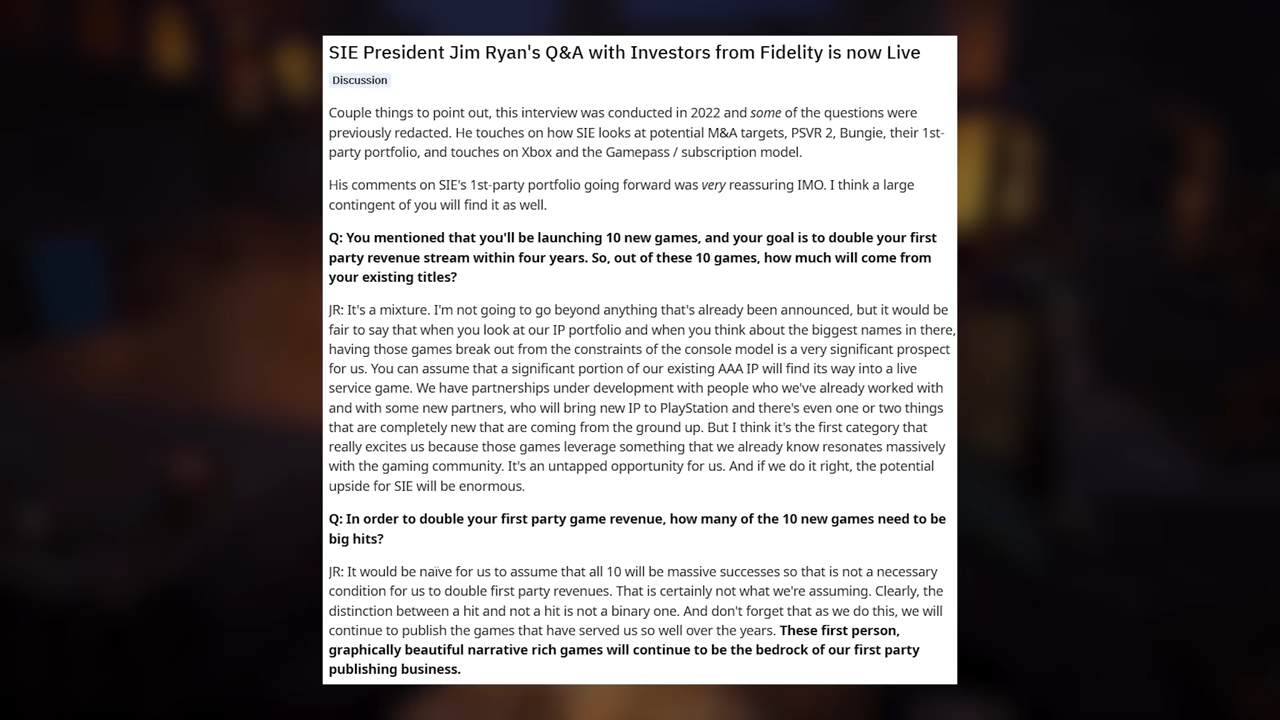 SIE President Jim Ryan's Q&A with Investors from Fidelity is now Live
Discussion
Couple things to point out, this interview was conducted in 2022 and some of the questions were
previously redacted. He touches on how SIE looks at potential M&A targets, PSVR 2, Bungie, their 1st-
party portfolio, and touches on Xbox and the Gamepass / subscription model.
His comments on SIE's 1st-party portfolio going forward was very reassuring IMO. I think a large
contingent of you will find it as well.
Q: You mentioned that you'll be launching 10 new games, and your goal is to double your first
party revenue stream within four years. So, out of these 10 games, how much will come from
your existing titles?
JR: It's a mixture. I'm not going to go beyond anything that's already been announced, but it would be
fair to say that when you look at our IP portfolio and when you think about the biggest names in there,
having those games break out from the constraints of the console model is a very significant prospect
for us. You can assume that a significant portion of our existing AAA IP will find its way into a live
service game. We have partnerships under development with people who we've already worked with
and with some new partners, who will bring new IP to PlayStation and there's even one or two things
that are completely new that are coming from the ground up. But I think it's the first category that
really excites us because those games leverage something that we already know resonates massively
with the gaming community. It's an untapped opportunity for us. And if we do it right, the potential
upside for SIE will be enormous.
Q: In order to double your first party game revenue, how many of the 10 new games need to be
big hits?
JR: It would be naïve for us to assume that all 10 will be massive successes so that is not a necessary
condition for us to double first party revenues. That is certainly not what we're assuming. Clearly, the
distinction between a hit and not a hit is not a binary one. And don't forget that as we do this, we will
continue to publish the games that have served us so well over the years. These first person,
graphically beautiful narrative rich games will continue to be the bedrock of our first party
publishing business.